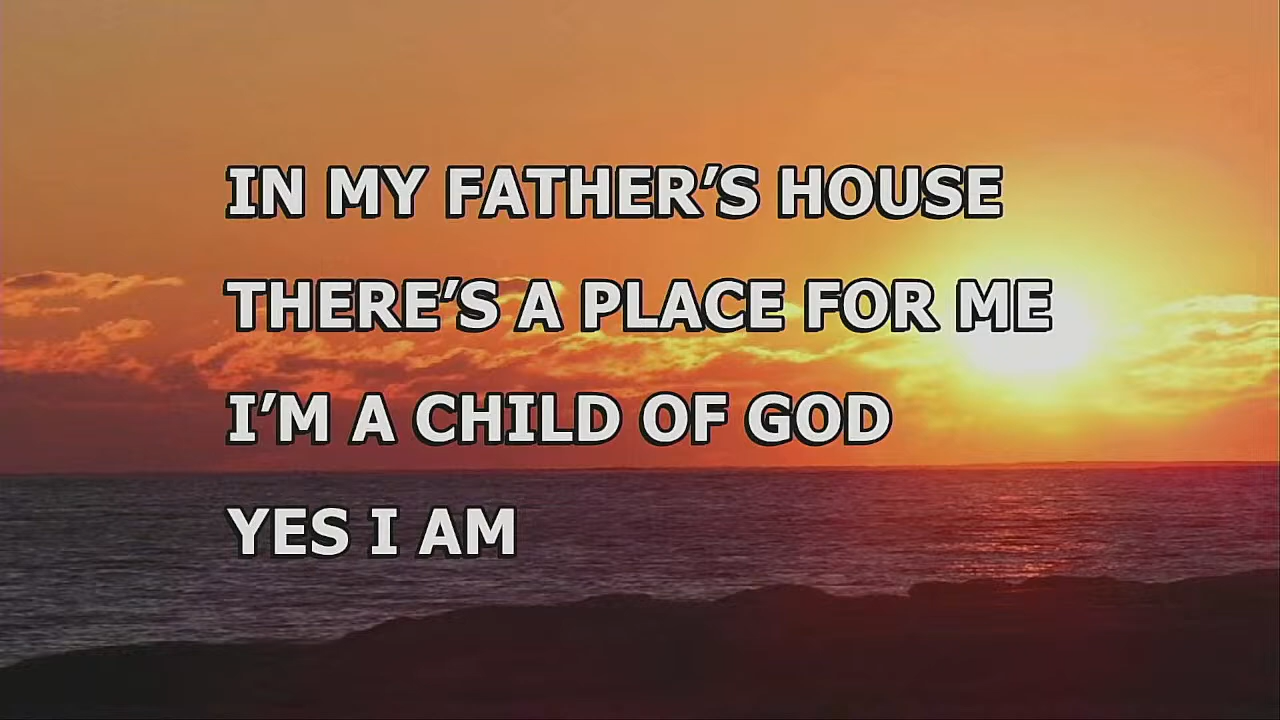 IN MY FATHER’S HOUSE
THERE’S A PLACE FOR ME
I’M A CHILD OF GOD
YES I AM